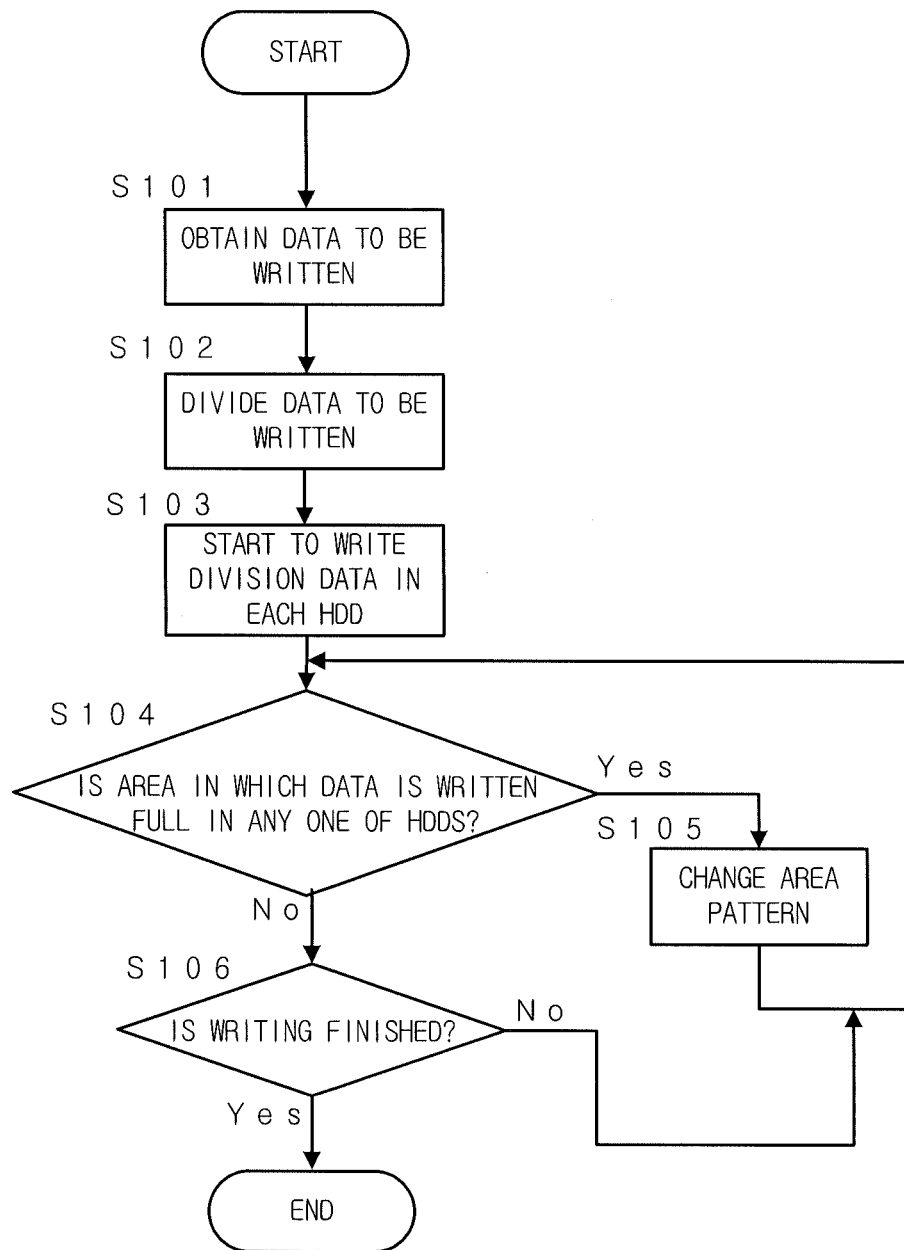 START
S101
OBTAIN DATA TO BE
WRITTEN
S102
DIVIDE DATA TO BE
WRITTEN
S103
START TO WRITE
DIVISION DATA IN
EACH HDD
S104
IS AREA IN WHICH DATA IS WRITTEN
FULL IN ANY ONE OF HDDS?
Yes
S105
CHANGE AREA
PATTERN
No
S106
IS WRITING FINISHED?
No
Yes
END